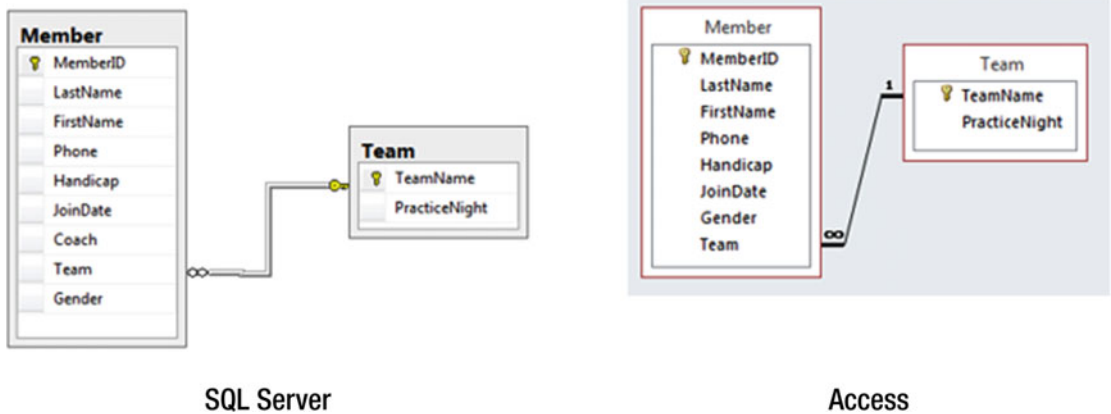 Member
MemberID
LastName
FirstName
Phone
Handicap
JoinDate
Coach
Team
Gender
Team
TeamName
PracticeNight
SQL Server
Member
MemberID
LastName
FirstName
Phone
Handicap
JoinDate
Gender
Team
1
∞
Team
TeamName
PracticeNight
Access